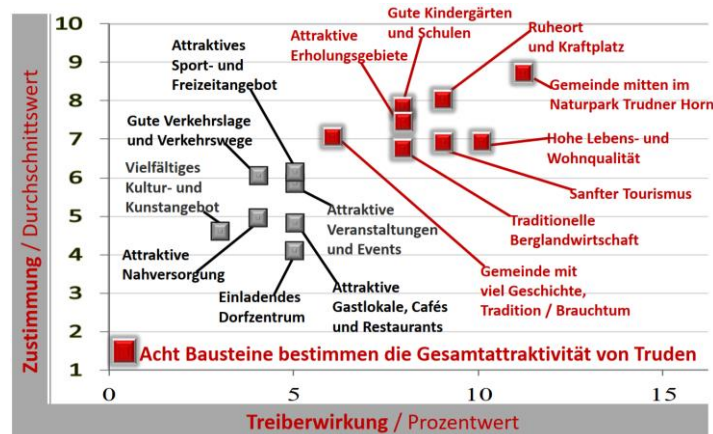 Zustimmung / Durchschnittswert
10
9
8
7
6
5
4
3
2
1
Attraktives
Sport- und
Freizeitangebot
Attraktive
Erholungsgebiete
Gute Kindergärten
und Schulen
Ruheort
und Kraftplatz
Gemeinde mitten im
Naturpark Trudner Horn
Gute Verkehrslage
und Verkehrswege
Hohe Lebens- und
Wohnqualität
Vielfältiges
Kultur- und
Kunstangebot
Sanfter Tourismus
Attraktive
Veranstaltungen
und Events
Traditionelle
Berglandwirtschaft
Attraktive
Nahversorgung
Gemeinde mit
viel Geschichte,
Tradition / Brauchtum
Einladendes
Dorfzentrum
Attraktive
Gastlokale, Cafés
und Restaurants
Acht Bausteine bestimmen die Gesamtattraktivität von Truden
0
5
10
15
Treiberwirkung / Prozentwert